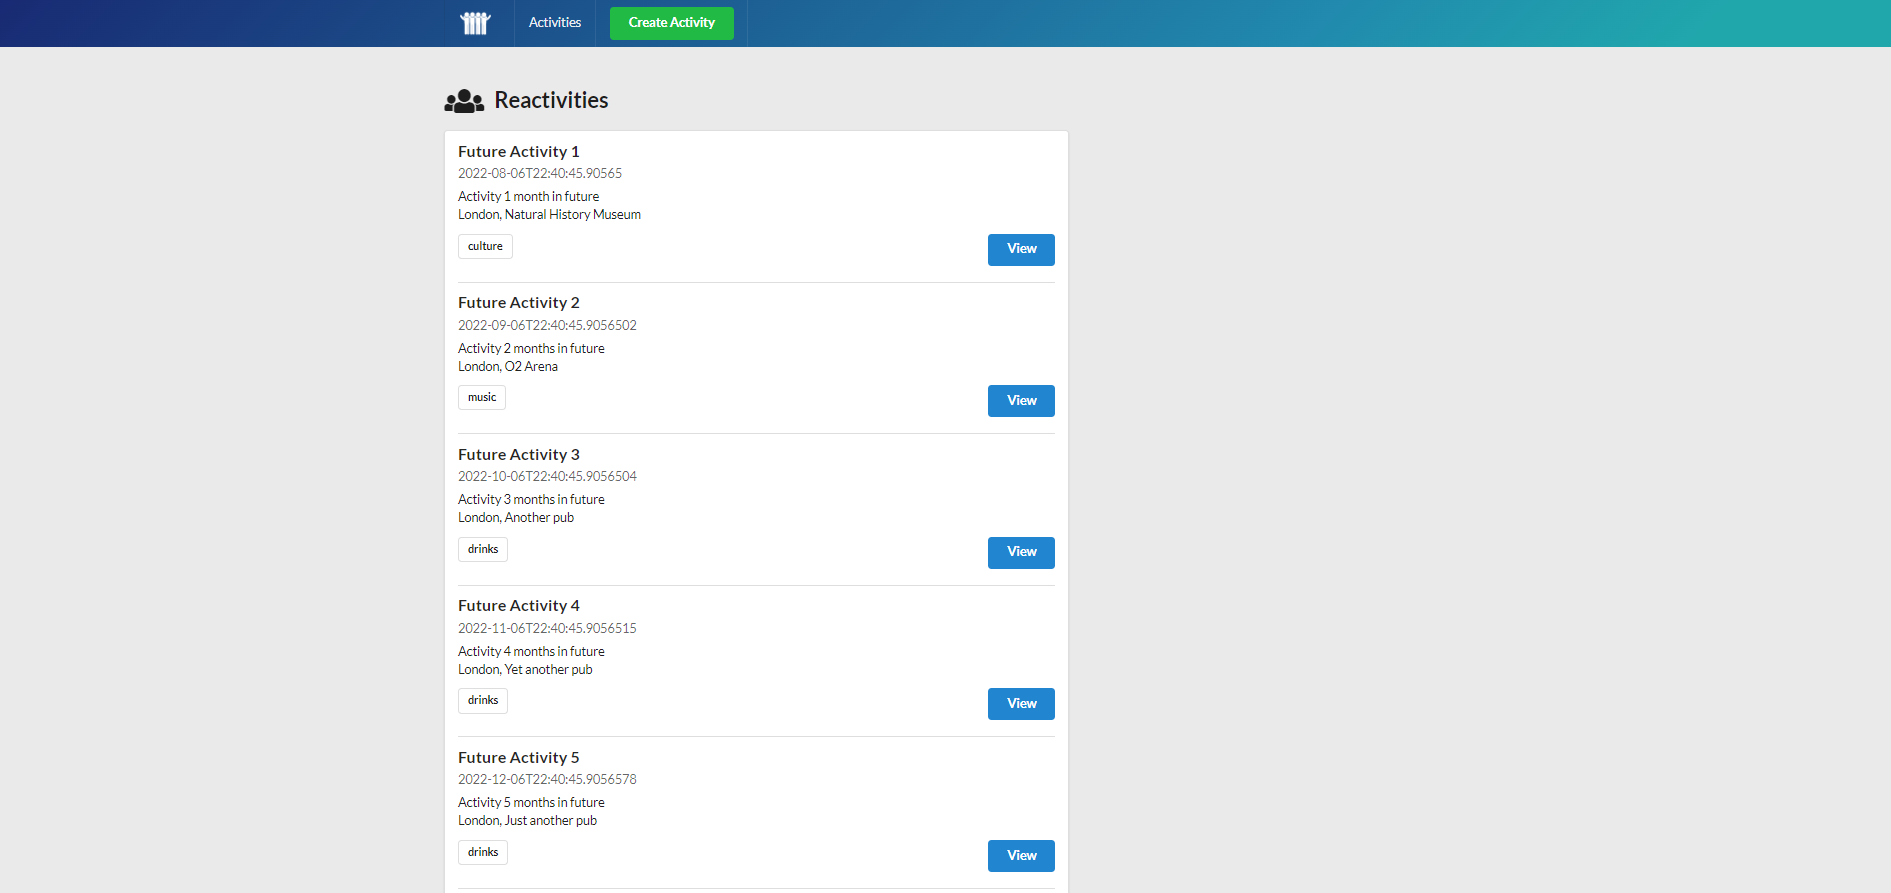 Activities
Create Activity
Reactivities
Future Activity 1
2022-08-06T22:40:45.90565
Activity 1 month in future
London, Natural History Museum
culture
View
Future Activity 2
2022-09-06T22:40:45.9056502
Activity 2 months in future
London, O2 Arena
music
View
Future Activity 3
2022-10-06T22:40:45.9056504
Activity 3 months in future
London, Another pub
drinks
View
Future Activity 4
2022-11-06T22:40:45.9056515
Activity 4 months in future
London, Yet another pub
drinks
View
Future Activity 5
2022-12-06T22:40:45.9056578
Activity 5 months in future
London, Just another pub
drinks
View